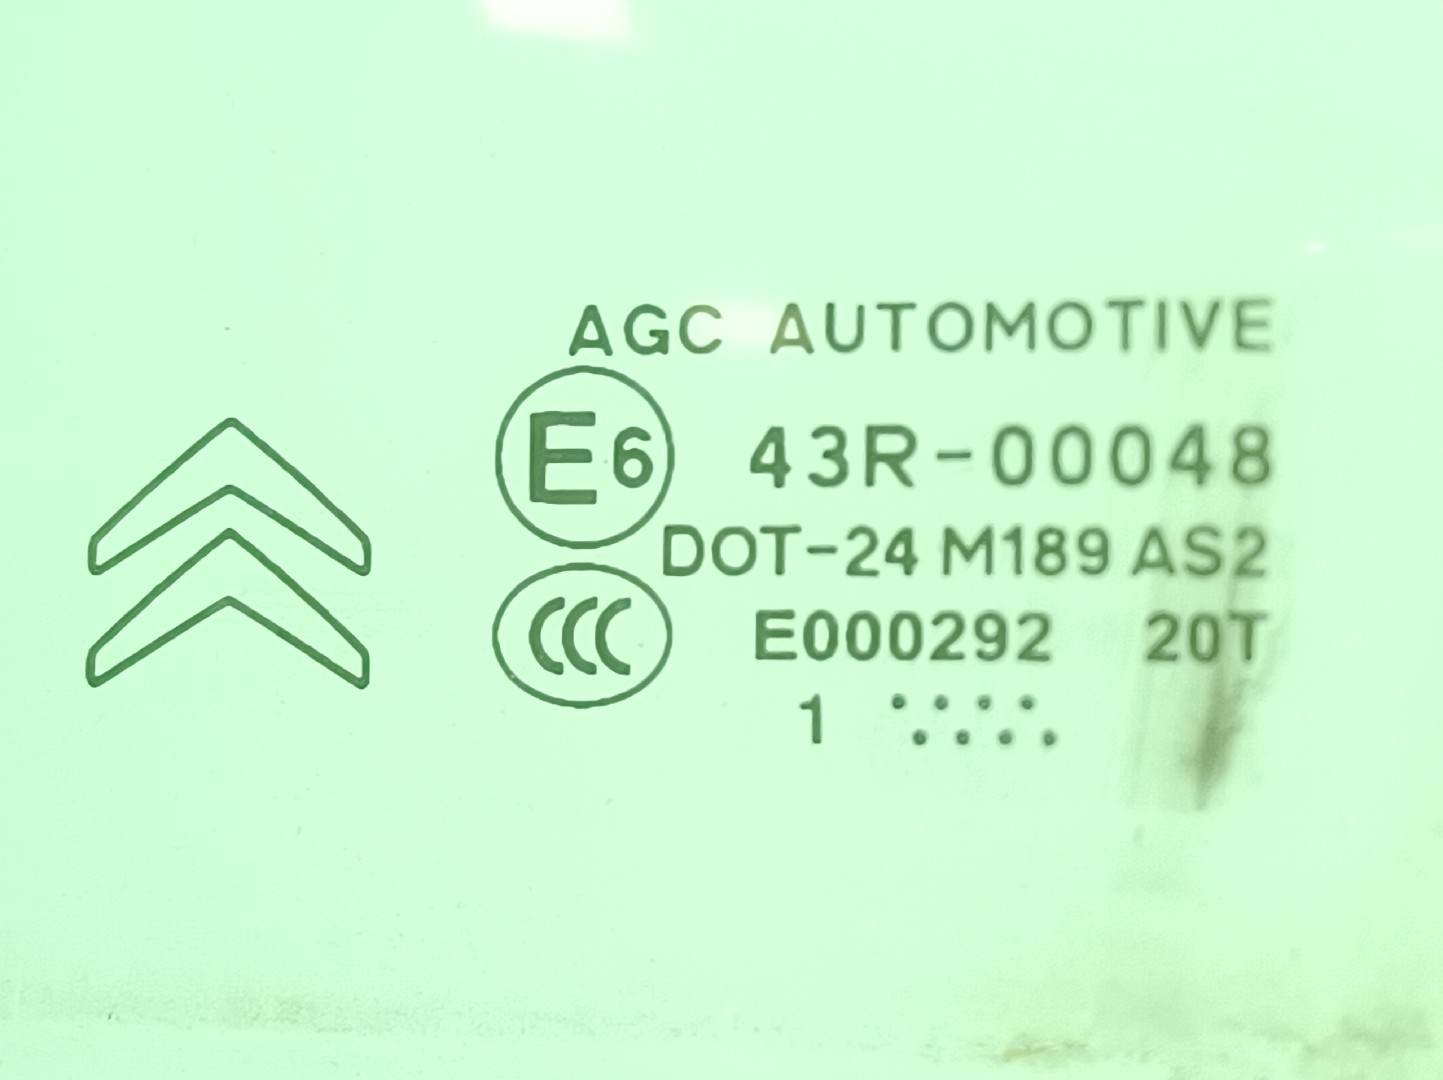 AGC AUTOMOTIVE
E6 43R-00048
DOT-24 M189 AS2
CCC E000292 20T
1